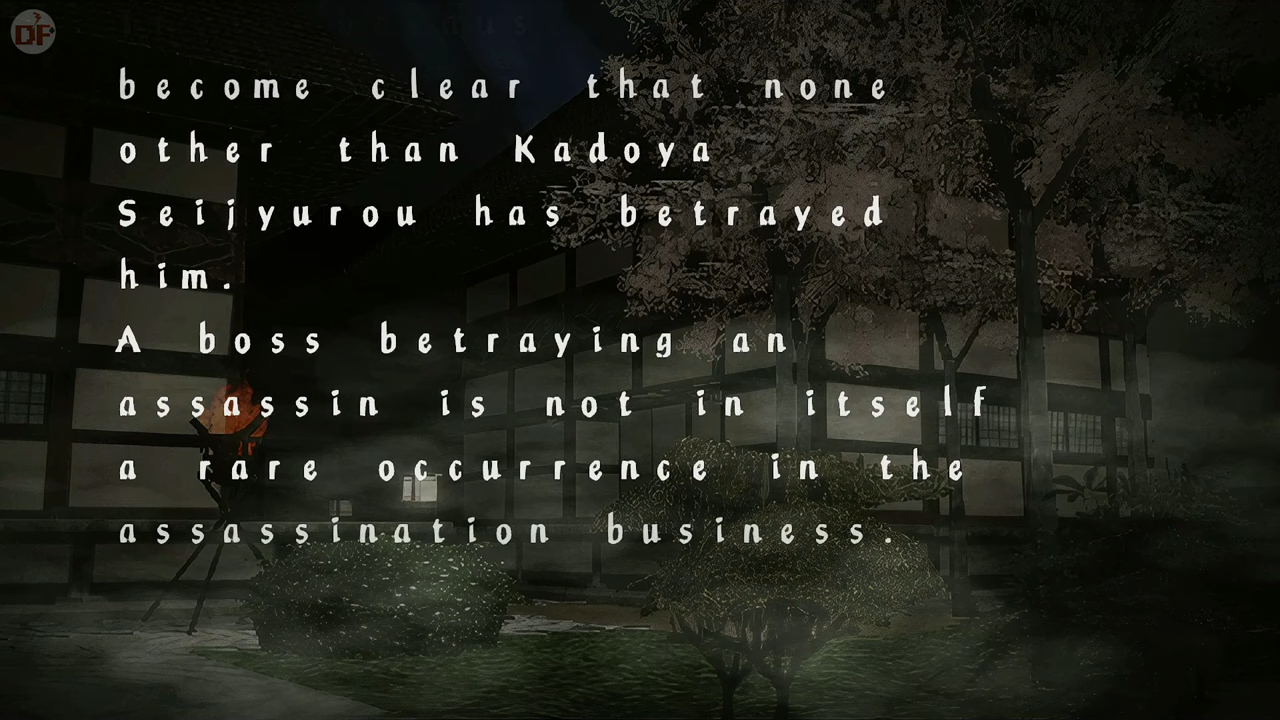 DF
become clear that none
other than Kadoya
Seijyurou has betrayed
him.
A boss betraying an
assassin is not in itself
a rare occurrence in the
assassination business.